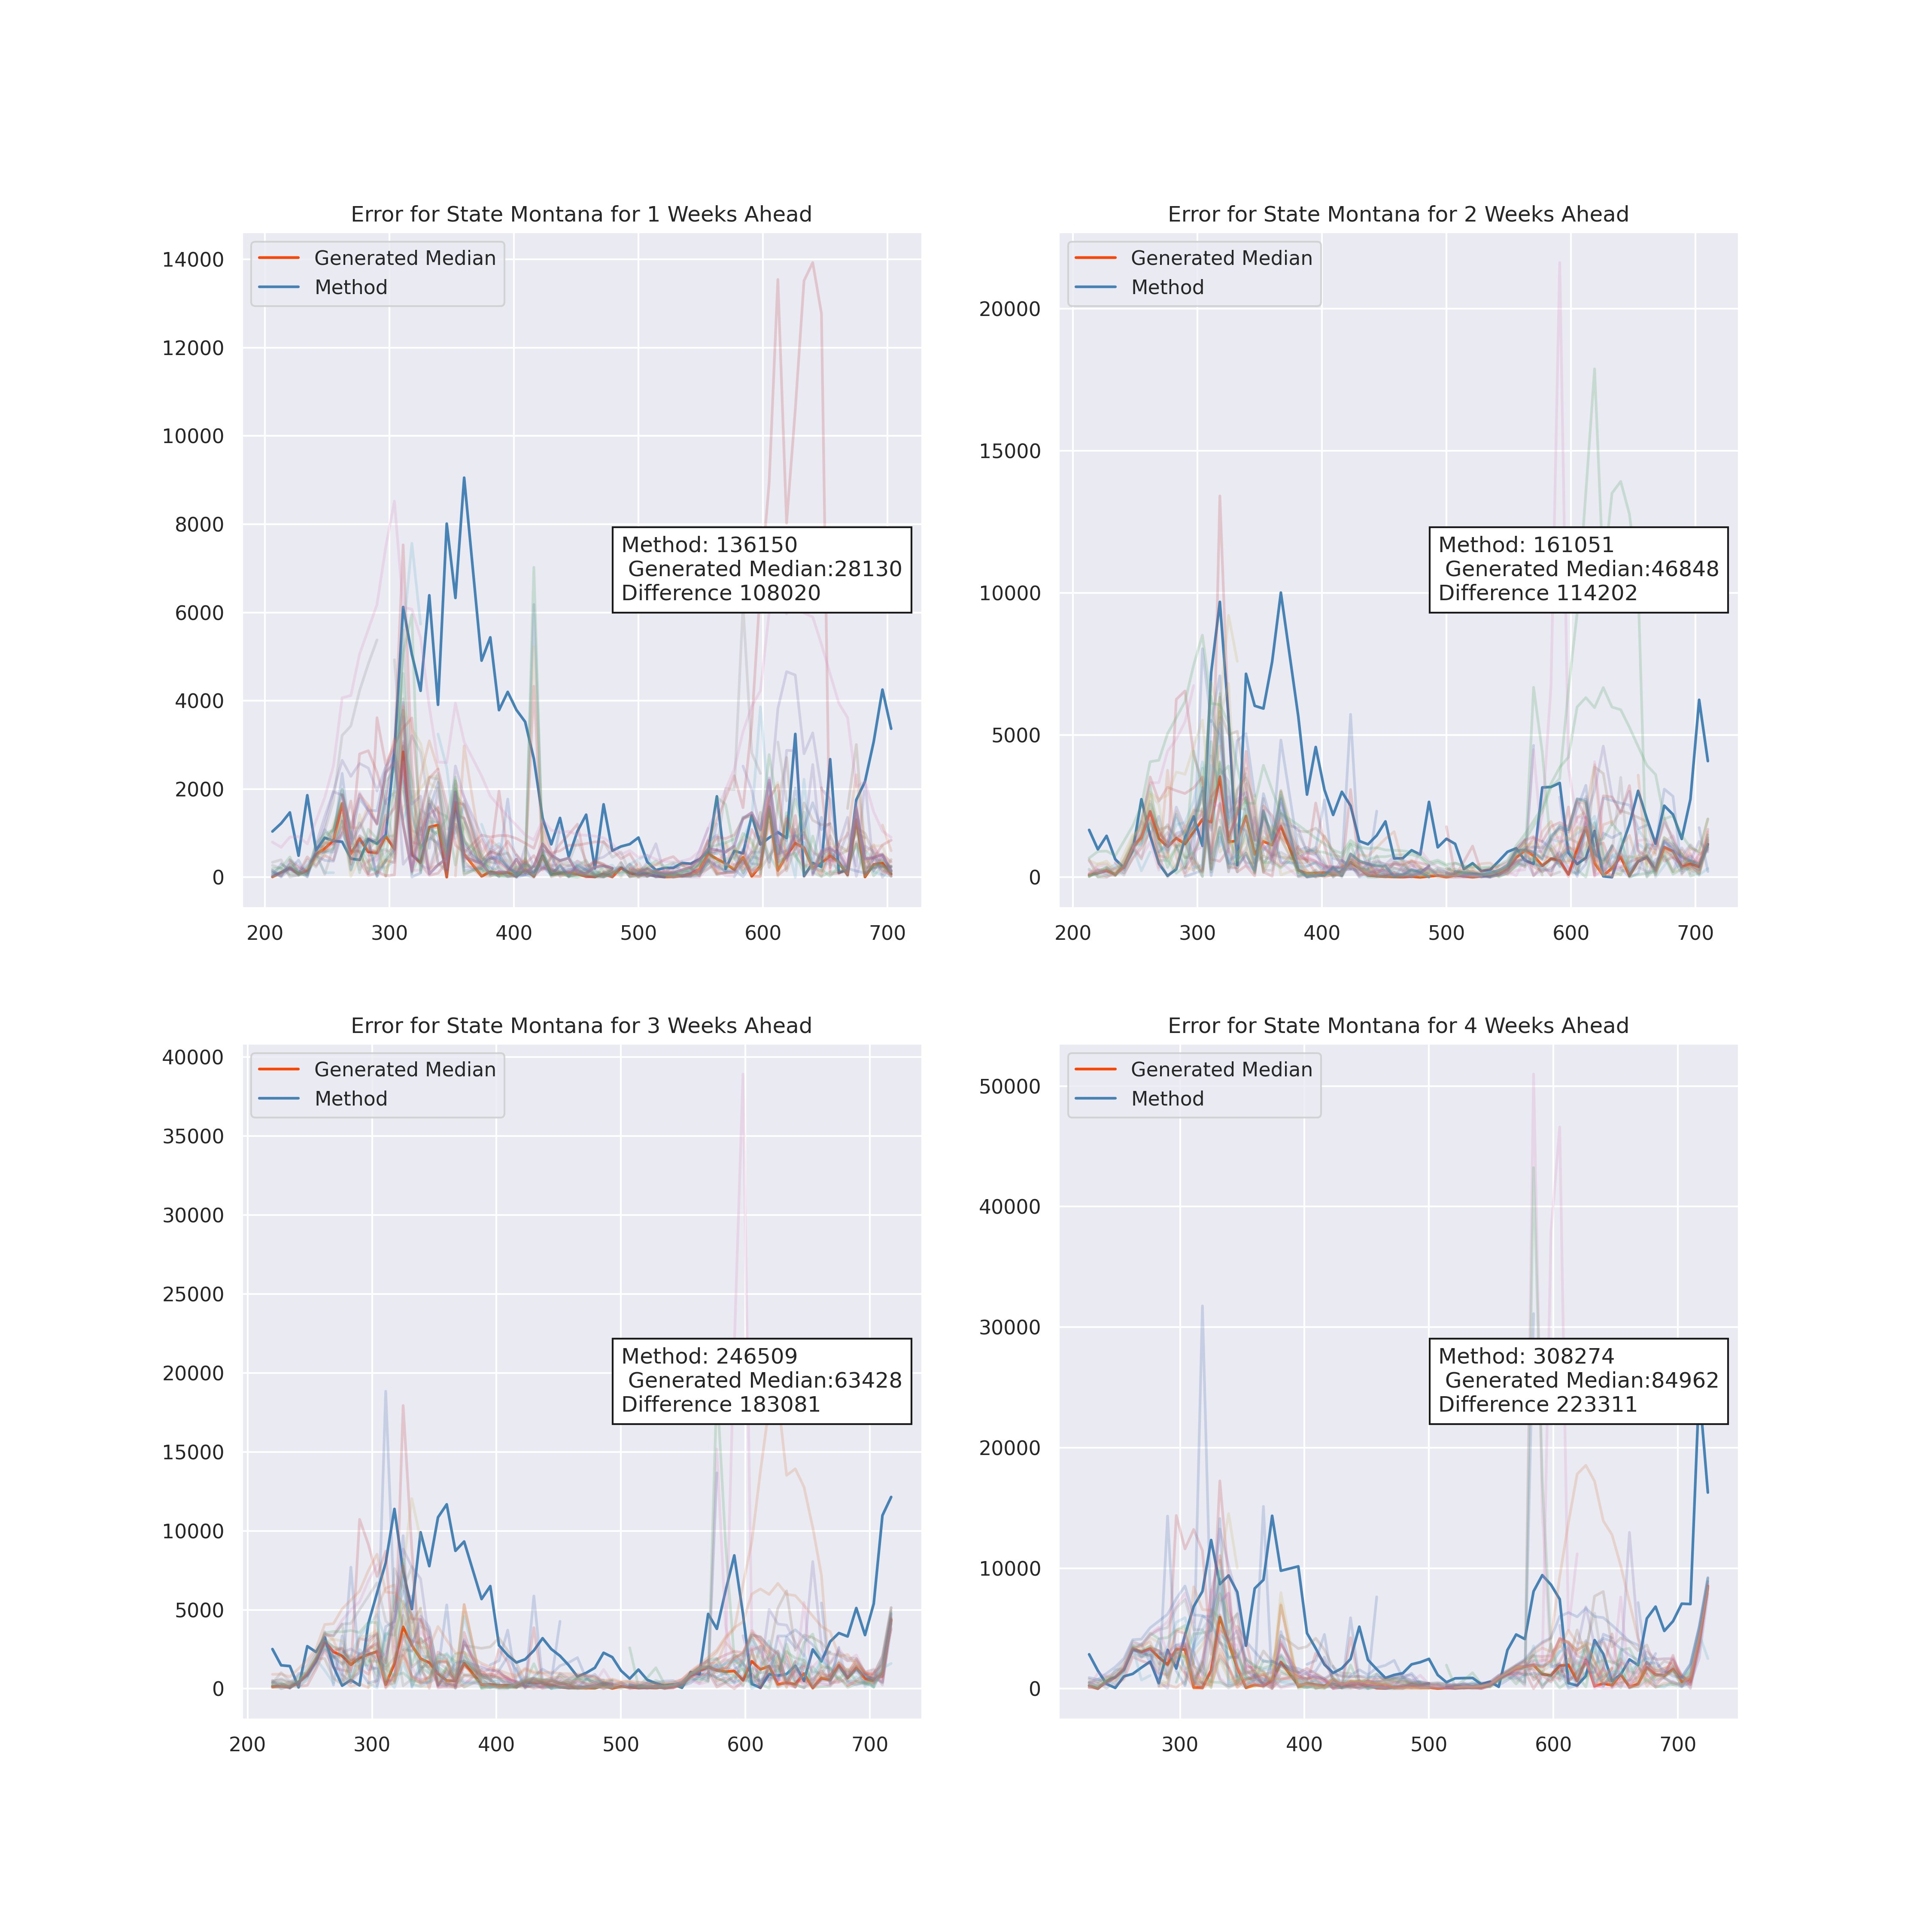 Error for State Montana for 1 Weeks Ahead
Generated Median
Method
14000
12000
10000
8000
6000
4000
2000
0
Method: 136150
Generated Median:28130
Difference 108020
200 300 400 500 600 700
Error for State Montana for 2 Weeks Ahead
Generated Median
Method
20000
15000
10000
5000
0
Method: 161051
Generated Median:46848
Difference 114202
200 300 400 500 600 700
Error for State Montana for 3 Weeks Ahead
Generated Median
Method
40000
35000
30000
25000
20000
15000
10000
5000
0
Method: 246509
Generated Median:63428
Difference 183081
200 300 400 500 600 700
Error for State Montana for 4 Weeks Ahead
Generated Median
Method
50000
40000
30000
20000
10000
0
Method: 308274
Generated Median:84962
Difference 223311
300 400 500 600 700